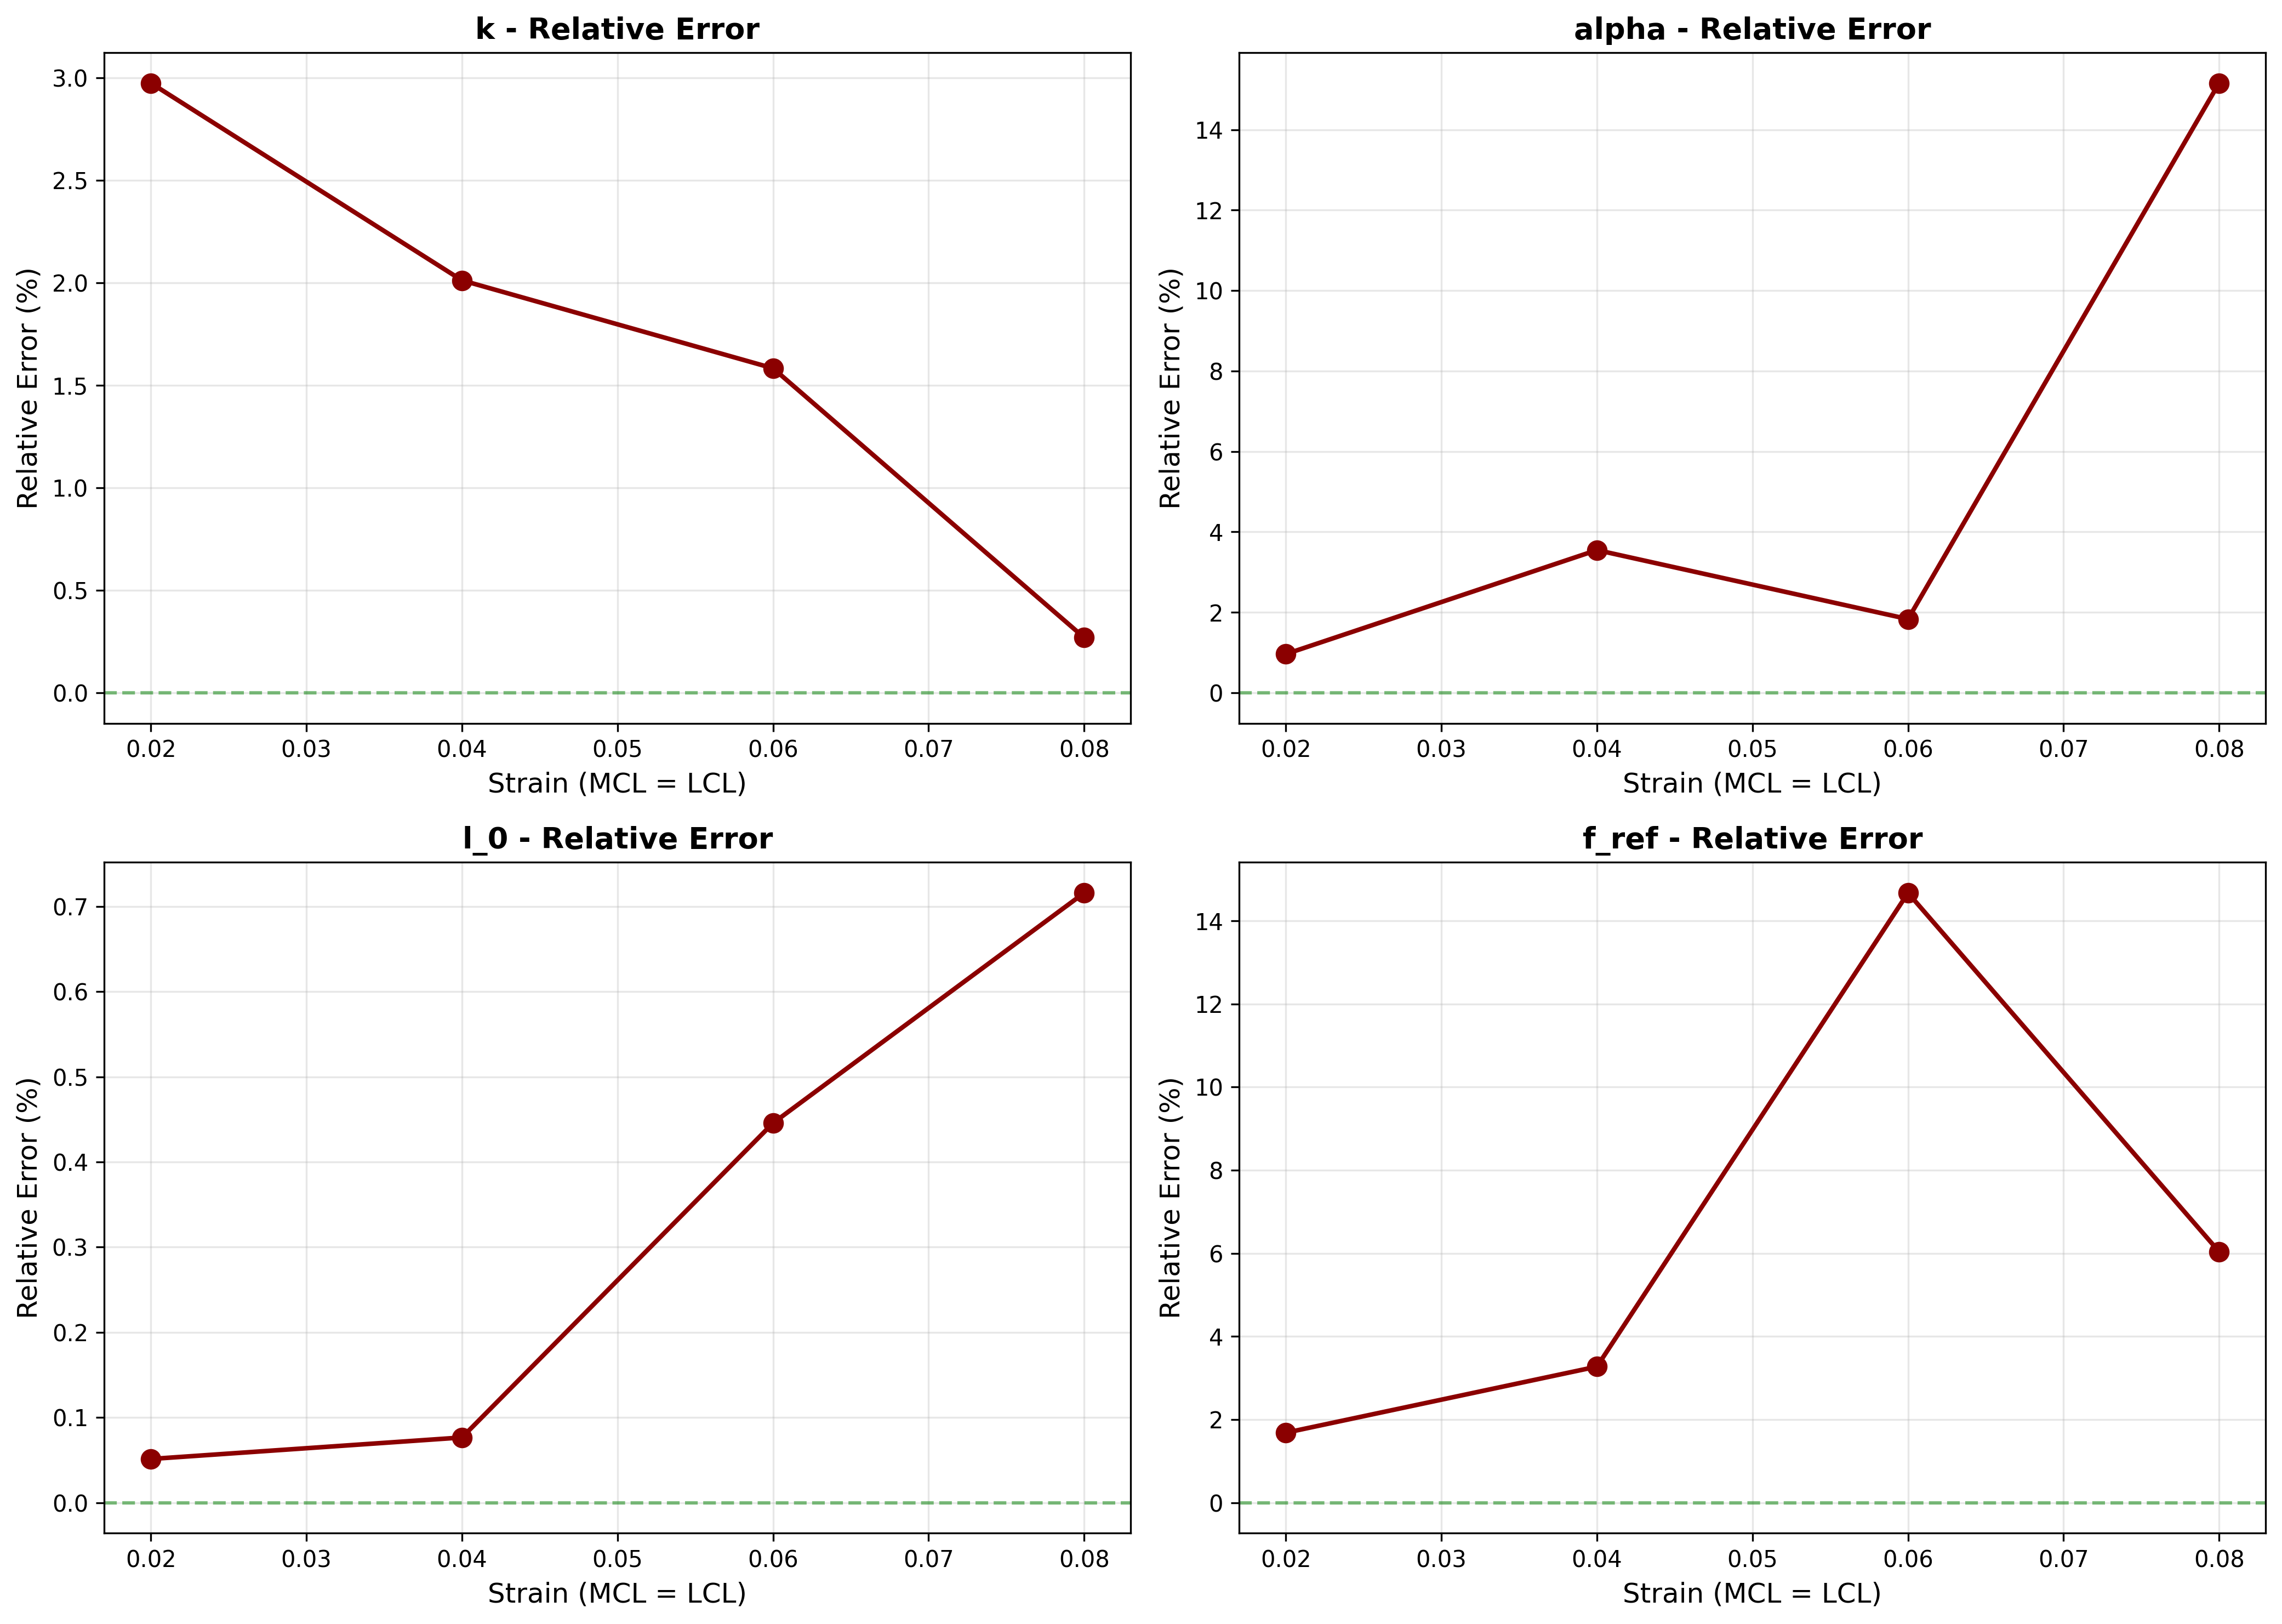 k - Relative Error
Relative Error (%)
3.0
2.5
2.0
1.5
1.0
0.5
0.0
0.02 0.03 0.04 0.05 0.06 0.07 0.08
Strain (MCL = LCL)
alpha - Relative Error
Relative Error (%)
14
12
10
8
6
4
2
0
0.02 0.03 0.04 0.05 0.06 0.07 0.08
Strain (MCL = LCL)
l_0 - Relative Error
Relative Error (%)
0.7
0.6
0.5
0.4
0.3
0.2
0.1
0.0
0.02 0.03 0.04 0.05 0.06 0.07 0.08
Strain (MCL = LCL)
f_ref - Relative Error
Relative Error (%)
14
12
10
8
6
4
2
0
0.02 0.03 0.04 0.05 0.06 0.07 0.08
Strain (MCL = LCL)